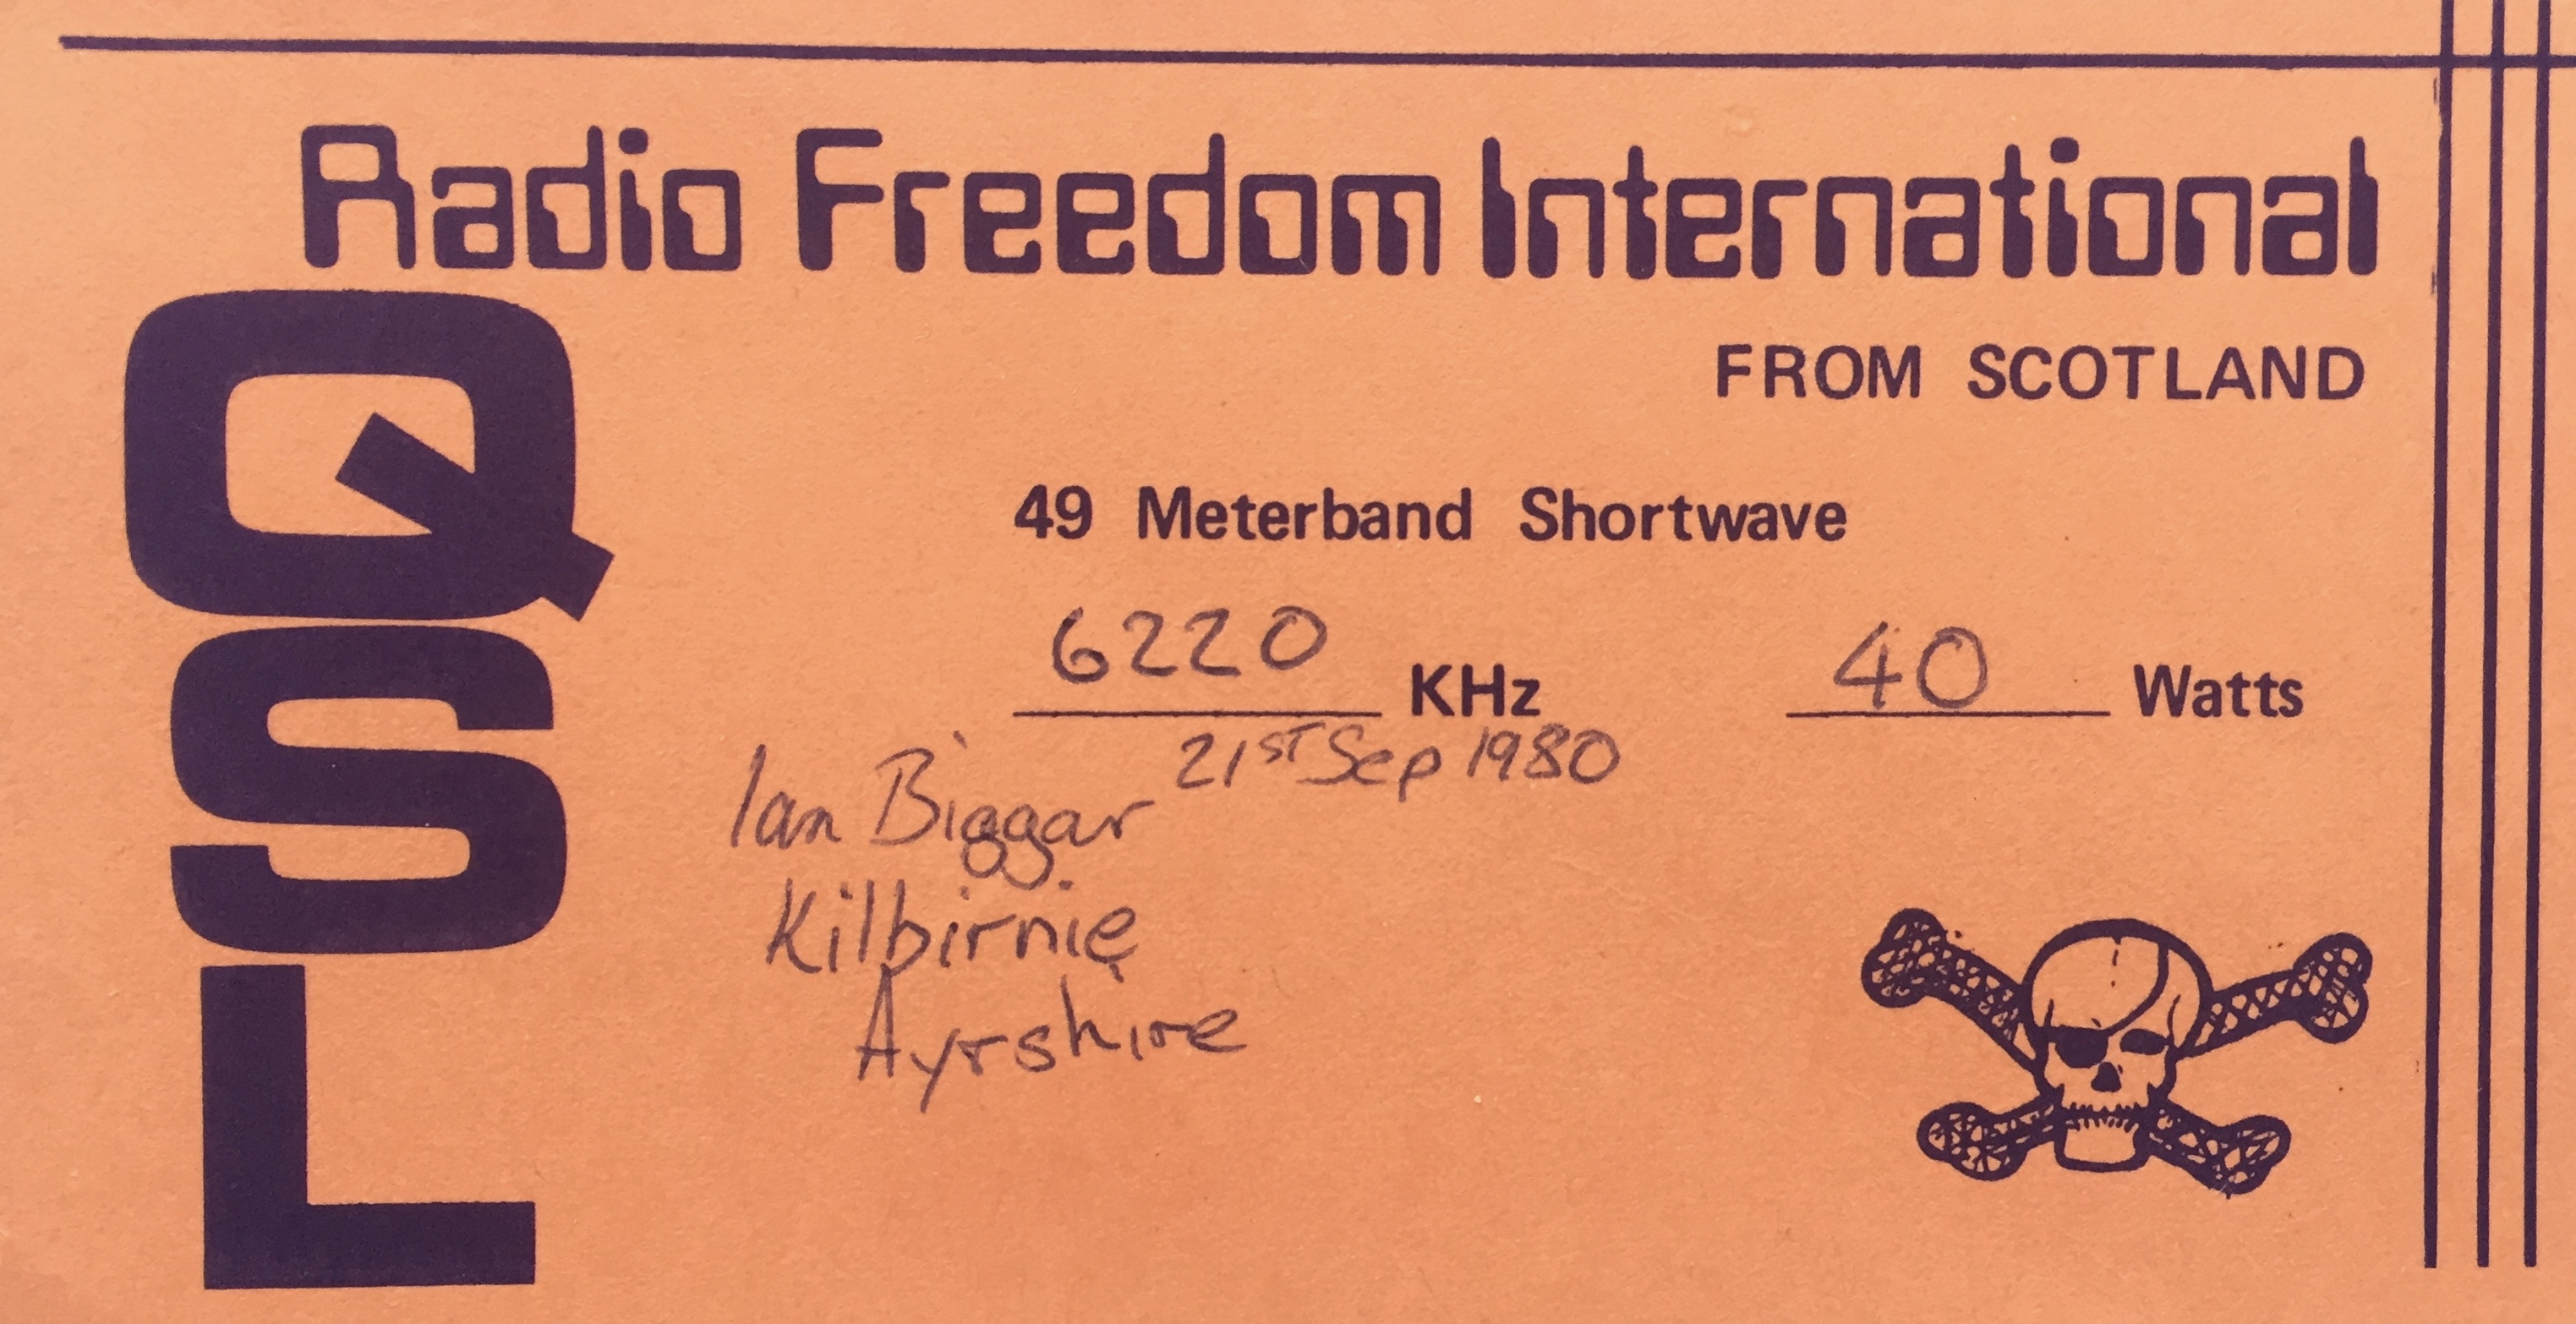 Radio Freedom International
QSL
FROM SCOTLAND
49 Meterband Shortwave
6220 KHz 40 Watts
21ST Sep 1980
Ian Biggar
Kilbirnie
Ayrshire